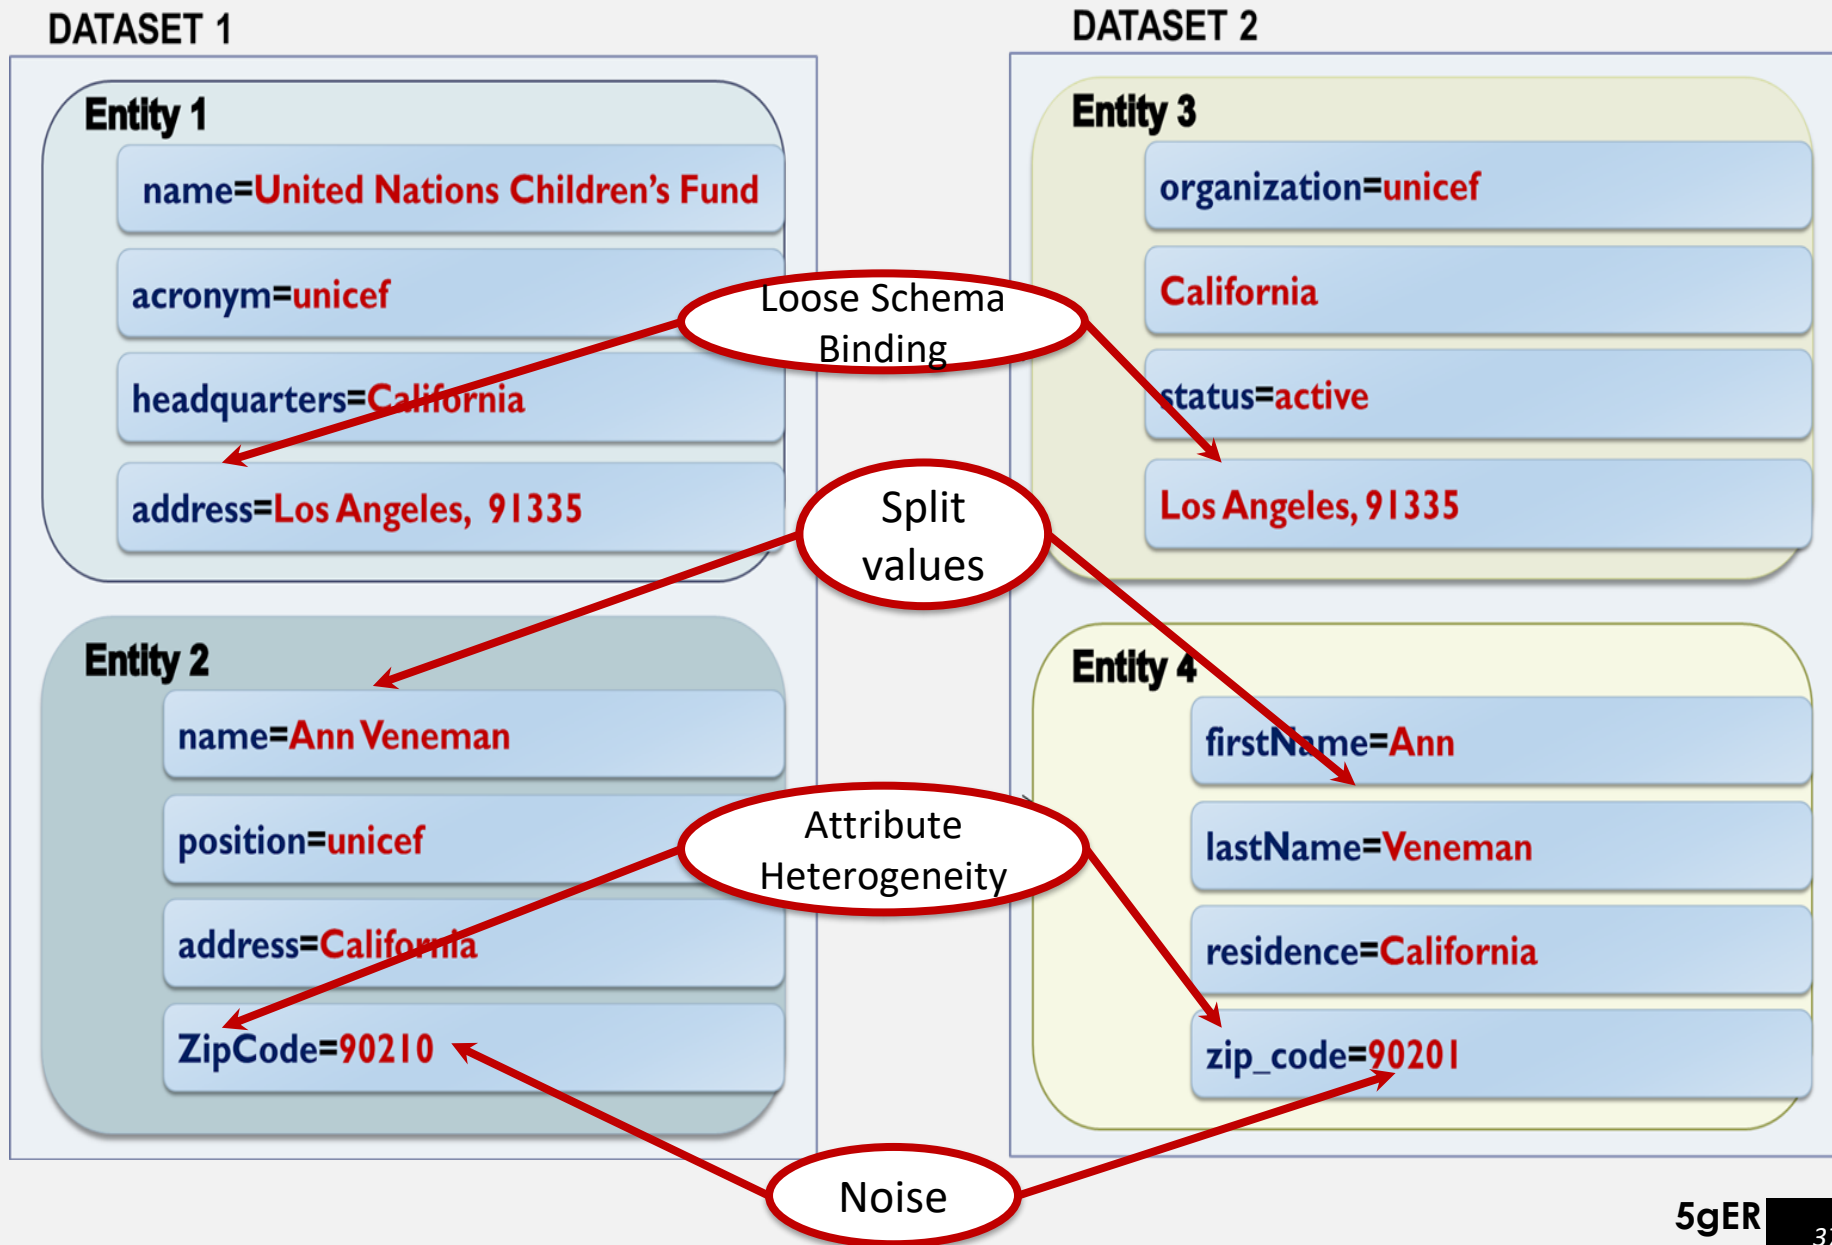 DATASET 1
Entity 1
name=United Nations Children's Fund
acronym=unicef
headquarters=California
address=Los Angeles, 91335
Entity 2
name=Ann Veneman
position=unicef
address=California
ZipCode=90210
Loose Schema
Binding
Split
values
Attribute
Heterogeneity
Noise
DATASET 2
Entity 3
organization=unicef
California
status=active
Los Angeles, 91335
Entity 4
firstName=Ann
lastName=Veneman
residence=California
zip_code=90201
5gER